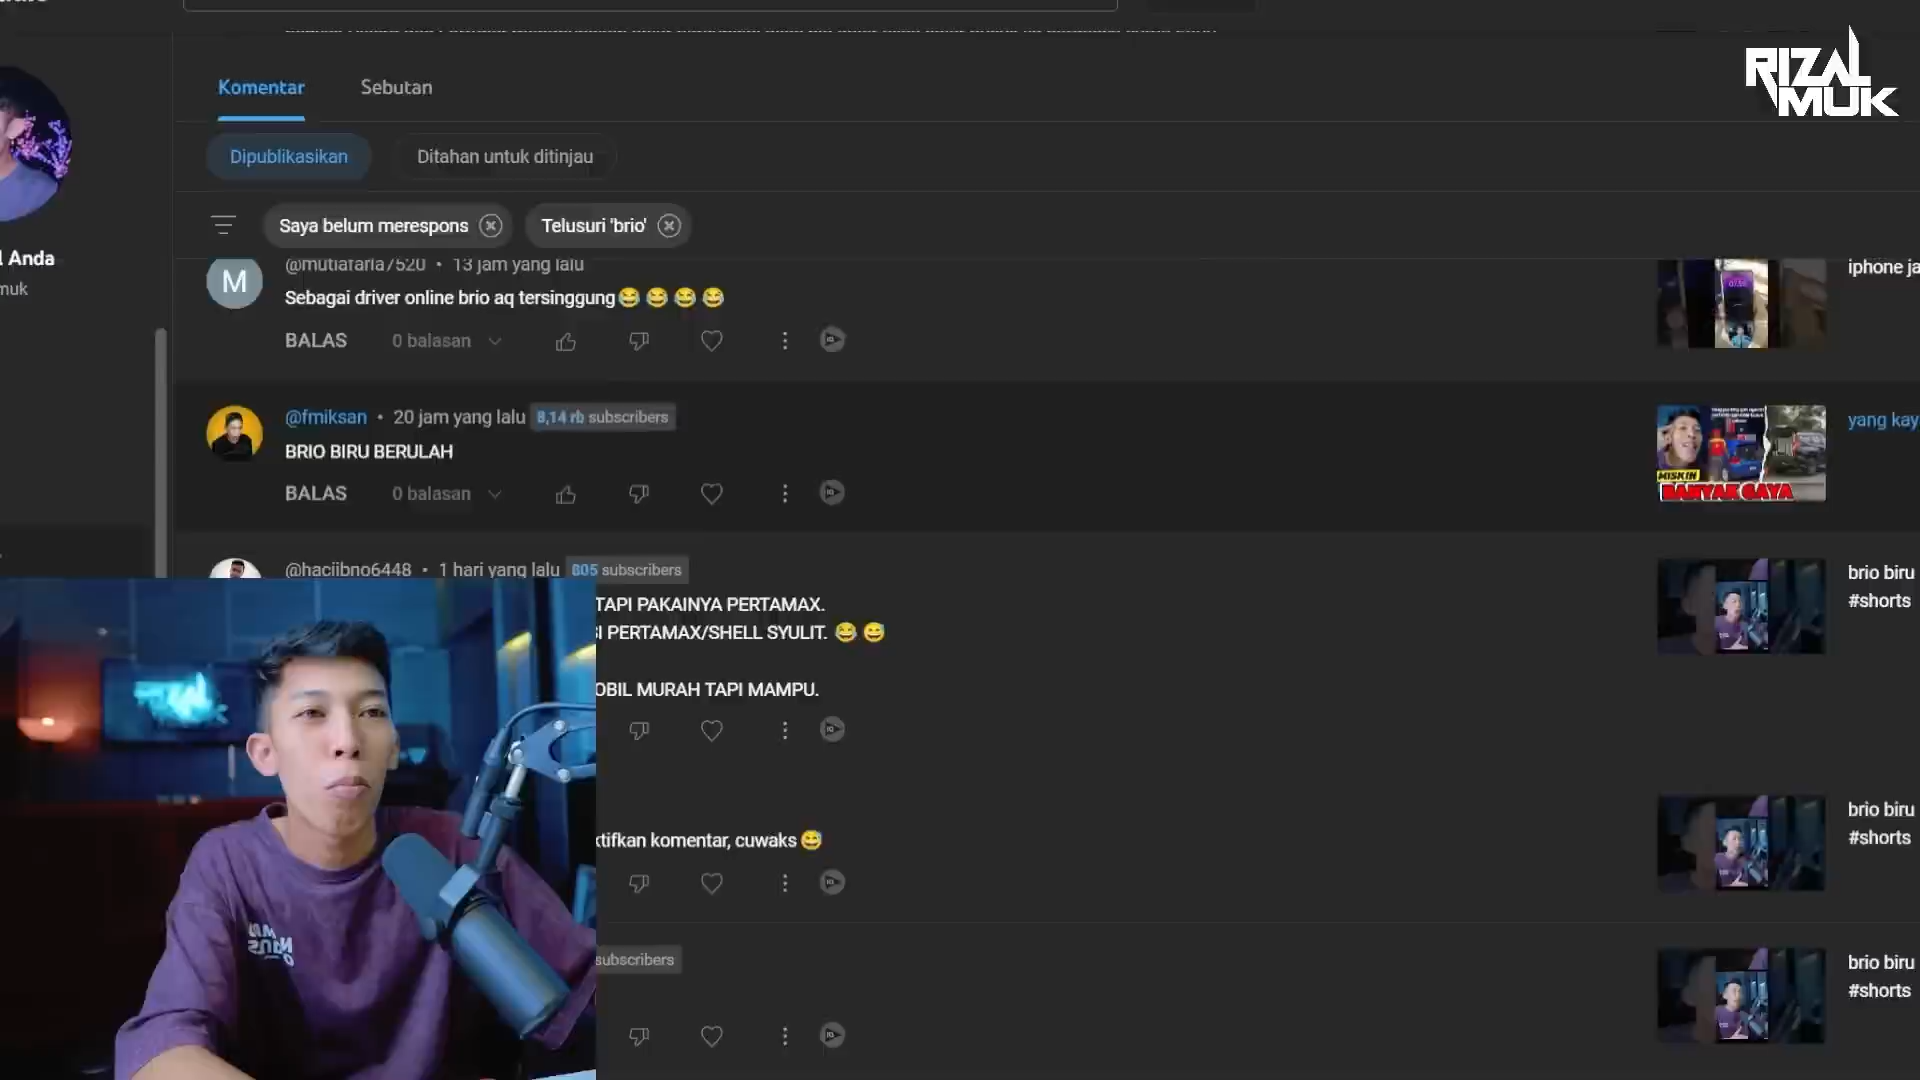 RIZAL
MUK
Komentar
Sebutan
Dipublikasikan
Ditahan untuk ditinjau
Saya belum merespons
Telusuri 'brio'
l Anda
muk
@mutiafaria7520 • 13 jam yang lalu
Sebagai driver online brio aq tersinggung😂😂😂😂
BALAS
0 balasan
iphone ja
@fmiksan • 20 jam yang lalu
8,14 rb subscribers
BRIO BIRU BERULAH
BALAS
0 balasan
MISKIN
BANYAK GAYA
yang kay
@haciibno6448 • 1 hari yang lalu
805 subscribers
TAPI PAKAINYA PERTAMAX.
SI PERTAMAX/SHELL SYULIT. 😂 😅
OBIL MURAH TAPI MAMPU.
brio biru
#shorts
ktifkan komentar, cuwaks 😅
brio biru
#shorts
subscribers
brio biru
#shorts